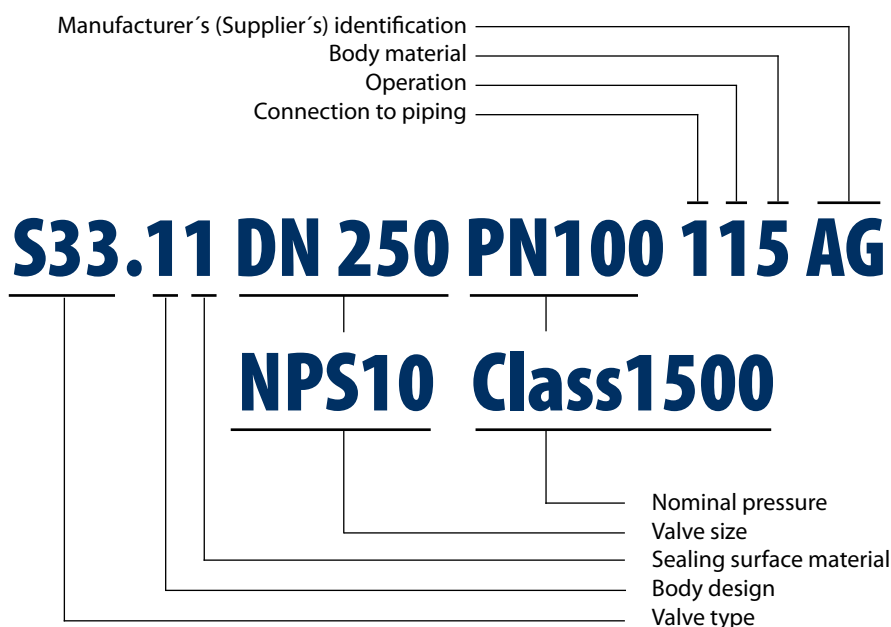 Manufacturer´s (Supplier´s) identification
Body material
Operation
Connection to piping
S33.11 DN 250 PN100 115 AG
NPS10 Class1500
Nominal pressure
Valve size
Sealing surface material
Body design
Valve type